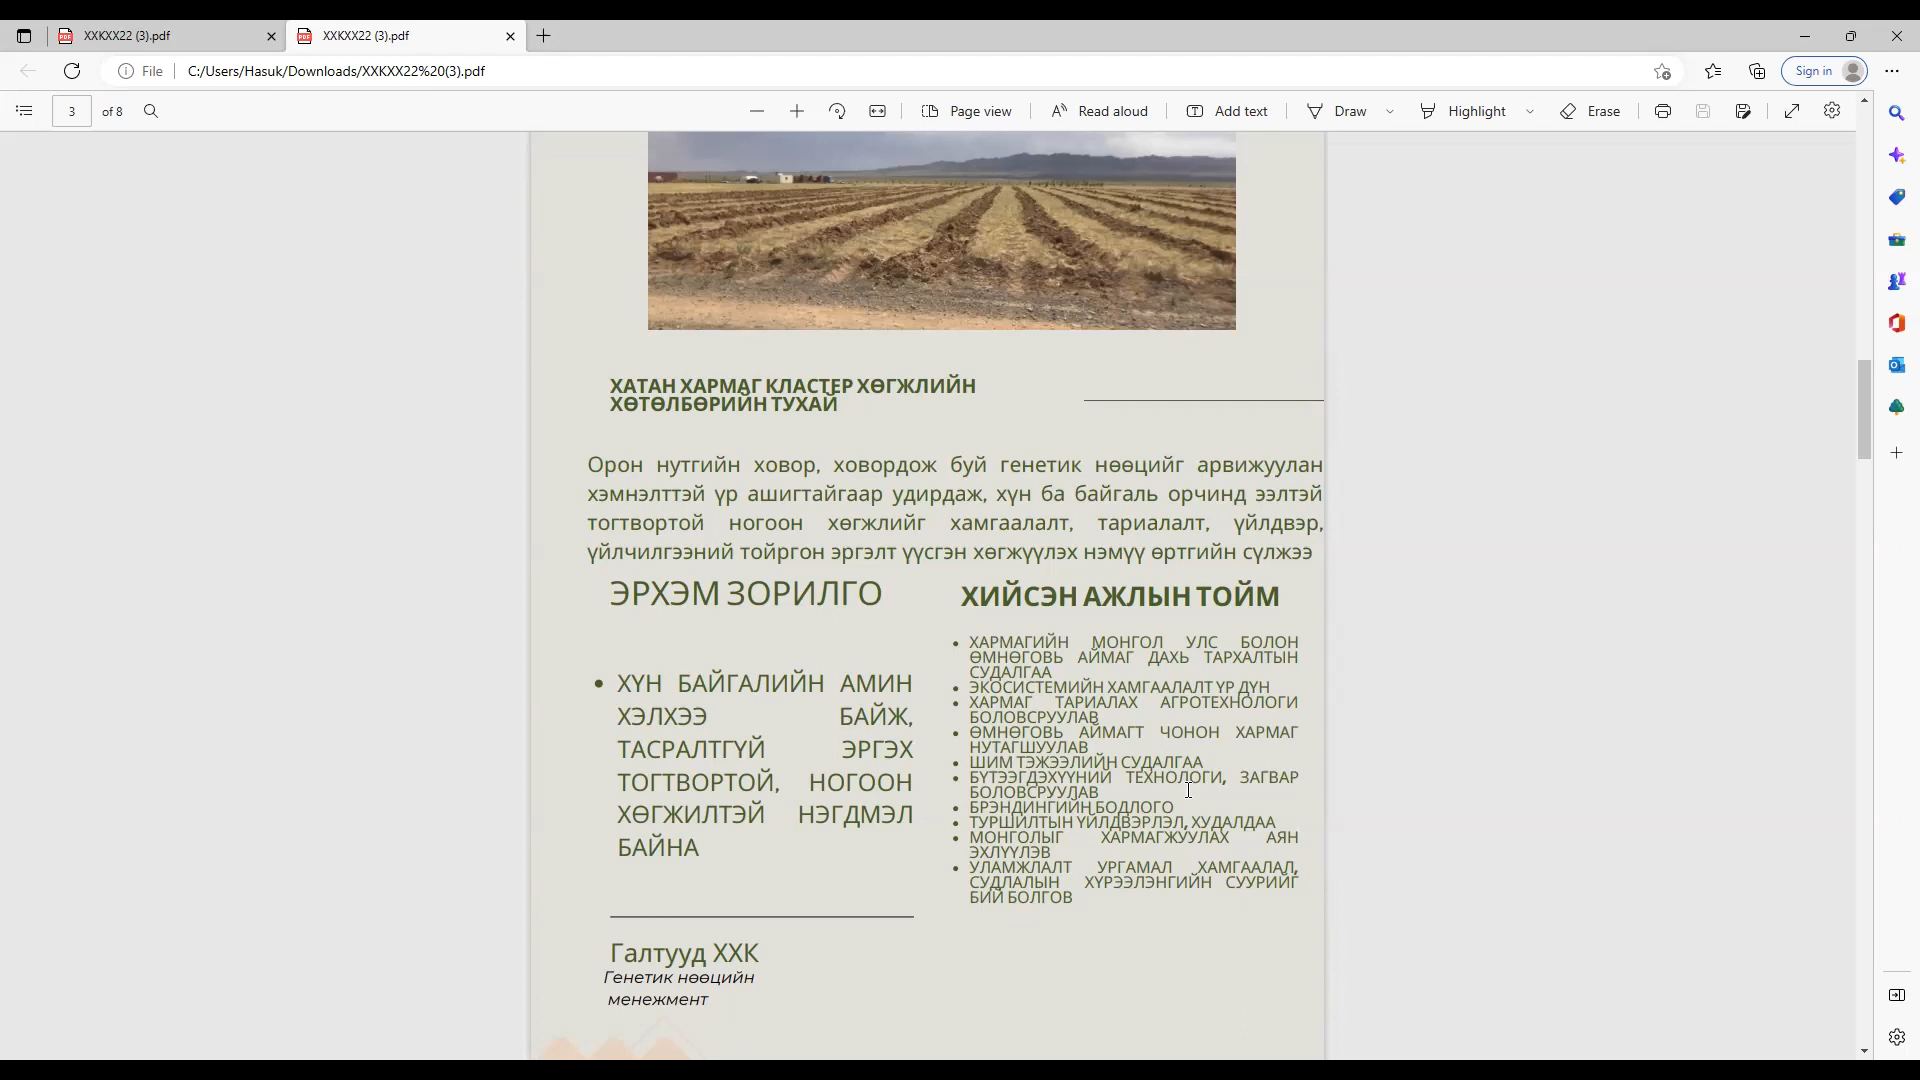 XXKXX22 (3).pdf
XXKXX22 (3).pdf
File
C:/Users/Hasuk/Downloads/XXKXX22%20(3).pdf
Sign in
3 of 8
Page view
Read aloud
Add text
Draw
Highlight
Erase
ХАТАН ХАРМАГ КЛАСТЕР ХӨГЖЛИЙН
ХӨТӨЛБӨРИЙН ТУХАЙ
Орон нутгийн ховор, ховордож буй генетик нөөцийг арвижуулан
хэмнэлттэй үр ашигтайгаар удирдаж, хүн ба байгаль орчинд ээлтэй
тогтвортой ногоон хөгжлийг хамгаалалт, тариалалт, үйлдвэр,
үйлчилгээний тойргон эргэлт үүсгэн хөгжүүлэх нэмүү өртгийн сүлжээ
ЭРХЭМ ЗОРИЛГО
• ХҮН БАЙГАЛИЙН АМИН
ХЭЛХЭЭ БАЙЖ,
ТАСРАЛТГҮЙ ЭРГЭХ
ТОГТВОРТОЙ, НОГООН
ХӨГЖИЛТЭЙ НЭГДМЭЛ
БАЙНА
ХИЙСЭН АЖЛЫН ТОЙМ
• ХАРМАГИЙН МОНГОЛ УЛС БОЛОН
ӨМНӨГОВЬ АЙМАГ ДАХЬ ТАРХАЛТЫН
СУДАЛГАА
• ЭКОСИСТЕМИЙН ХАМГААЛАЛТ ҮР ДҮН
• ХАРМАГ ТАРИАЛАХ АГРОТЕХНОЛОГИ
БОЛОВСРУУЛАВ
• ӨМНӨГОВЬ АЙМАГТ ЧОНОН ХАРМАГ
НУТАГШУУЛАВ
• ШИМ ТЭЖЭЭЛИЙН СУДАЛГАА
• БҮТЭЭГДЭХҮҮНИЙ ТЕХНОЛОГИ, ЗАГВАР
БОЛОВСРУУЛАВ
• БРЭНДИНГИЙН БОДЛОГО
• ТУРШИЛТЫН ҮЙЛДВЭРЛЭЛ, ХУДАЛДАА
• МОНГОЛЫГ ХАРМАГЖУУЛАХ АЯН
ЭХЛҮҮЛЭВ
• УЛАМЖЛАЛТ УРГАМАЛ ХАМГААЛАЛ,
СУДЛАЛЫН ХҮРЭЭЛЭНГИЙН СУУРИЙГ
БИЙ БОЛГОВ
Галтууд ХХК
Генетик нөөцийн
менежмент